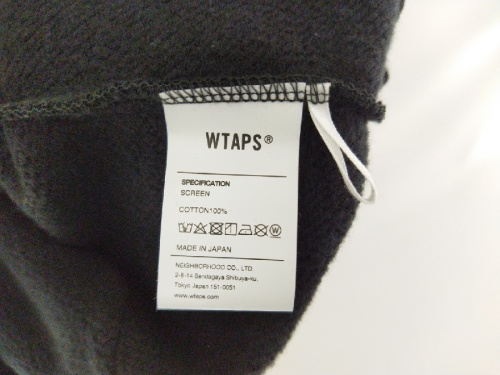 WTAPS®
SPECIFICATION
SCREEN
COTTON100%
MADE IN JAPAN
NEIGHBORHOOD CO., LTD.
2-6-14 Sendagaya Shibuya-Ku,
Tokyo Japan 151-0051
www.wtaps.com